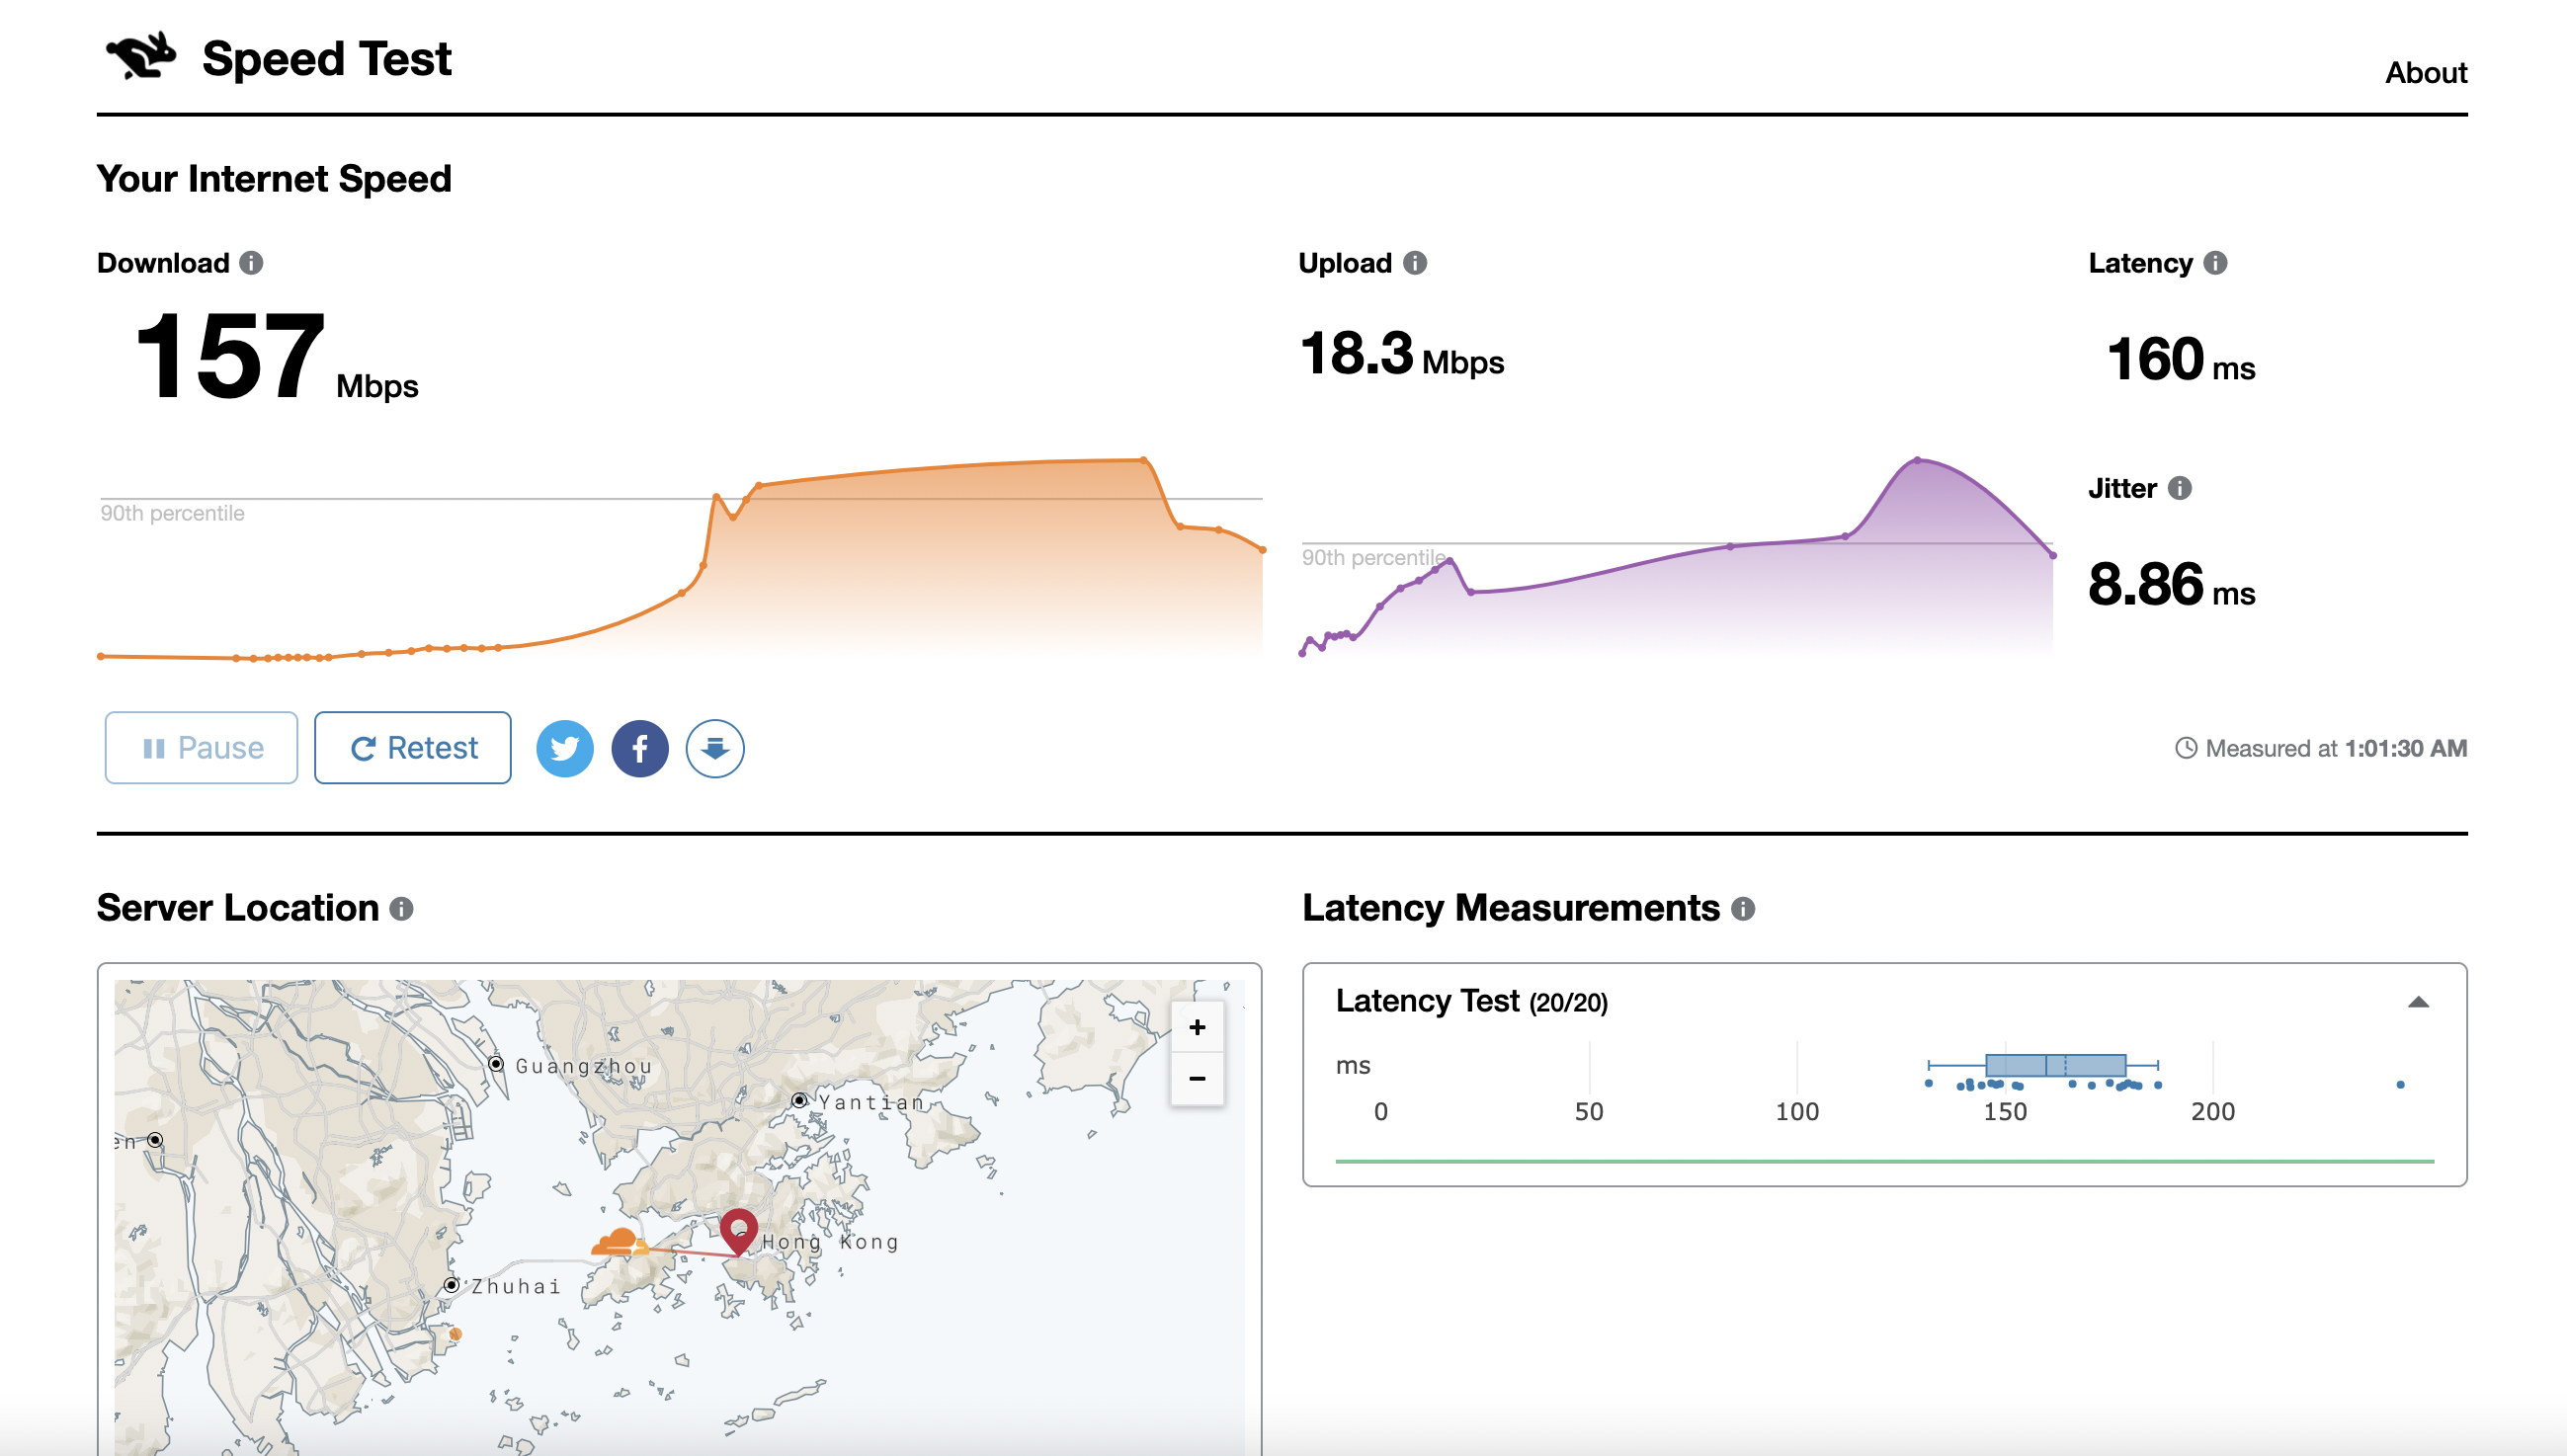 Speed Test
About
Your Internet Speed
Download
157 Mbps
90th percentile
Upload
18.3 Mbps
90th percentile
Latency
160 ms
Jitter
8.86 ms
Pause
Retest
Measured at 1:01:30 AM
Server Location
+
−
Guangzhou
Yantian
en
Hong Kong
Zhuhai
Latency Measurements
Latency Test (20/20)
ms
0 50 100 150 200